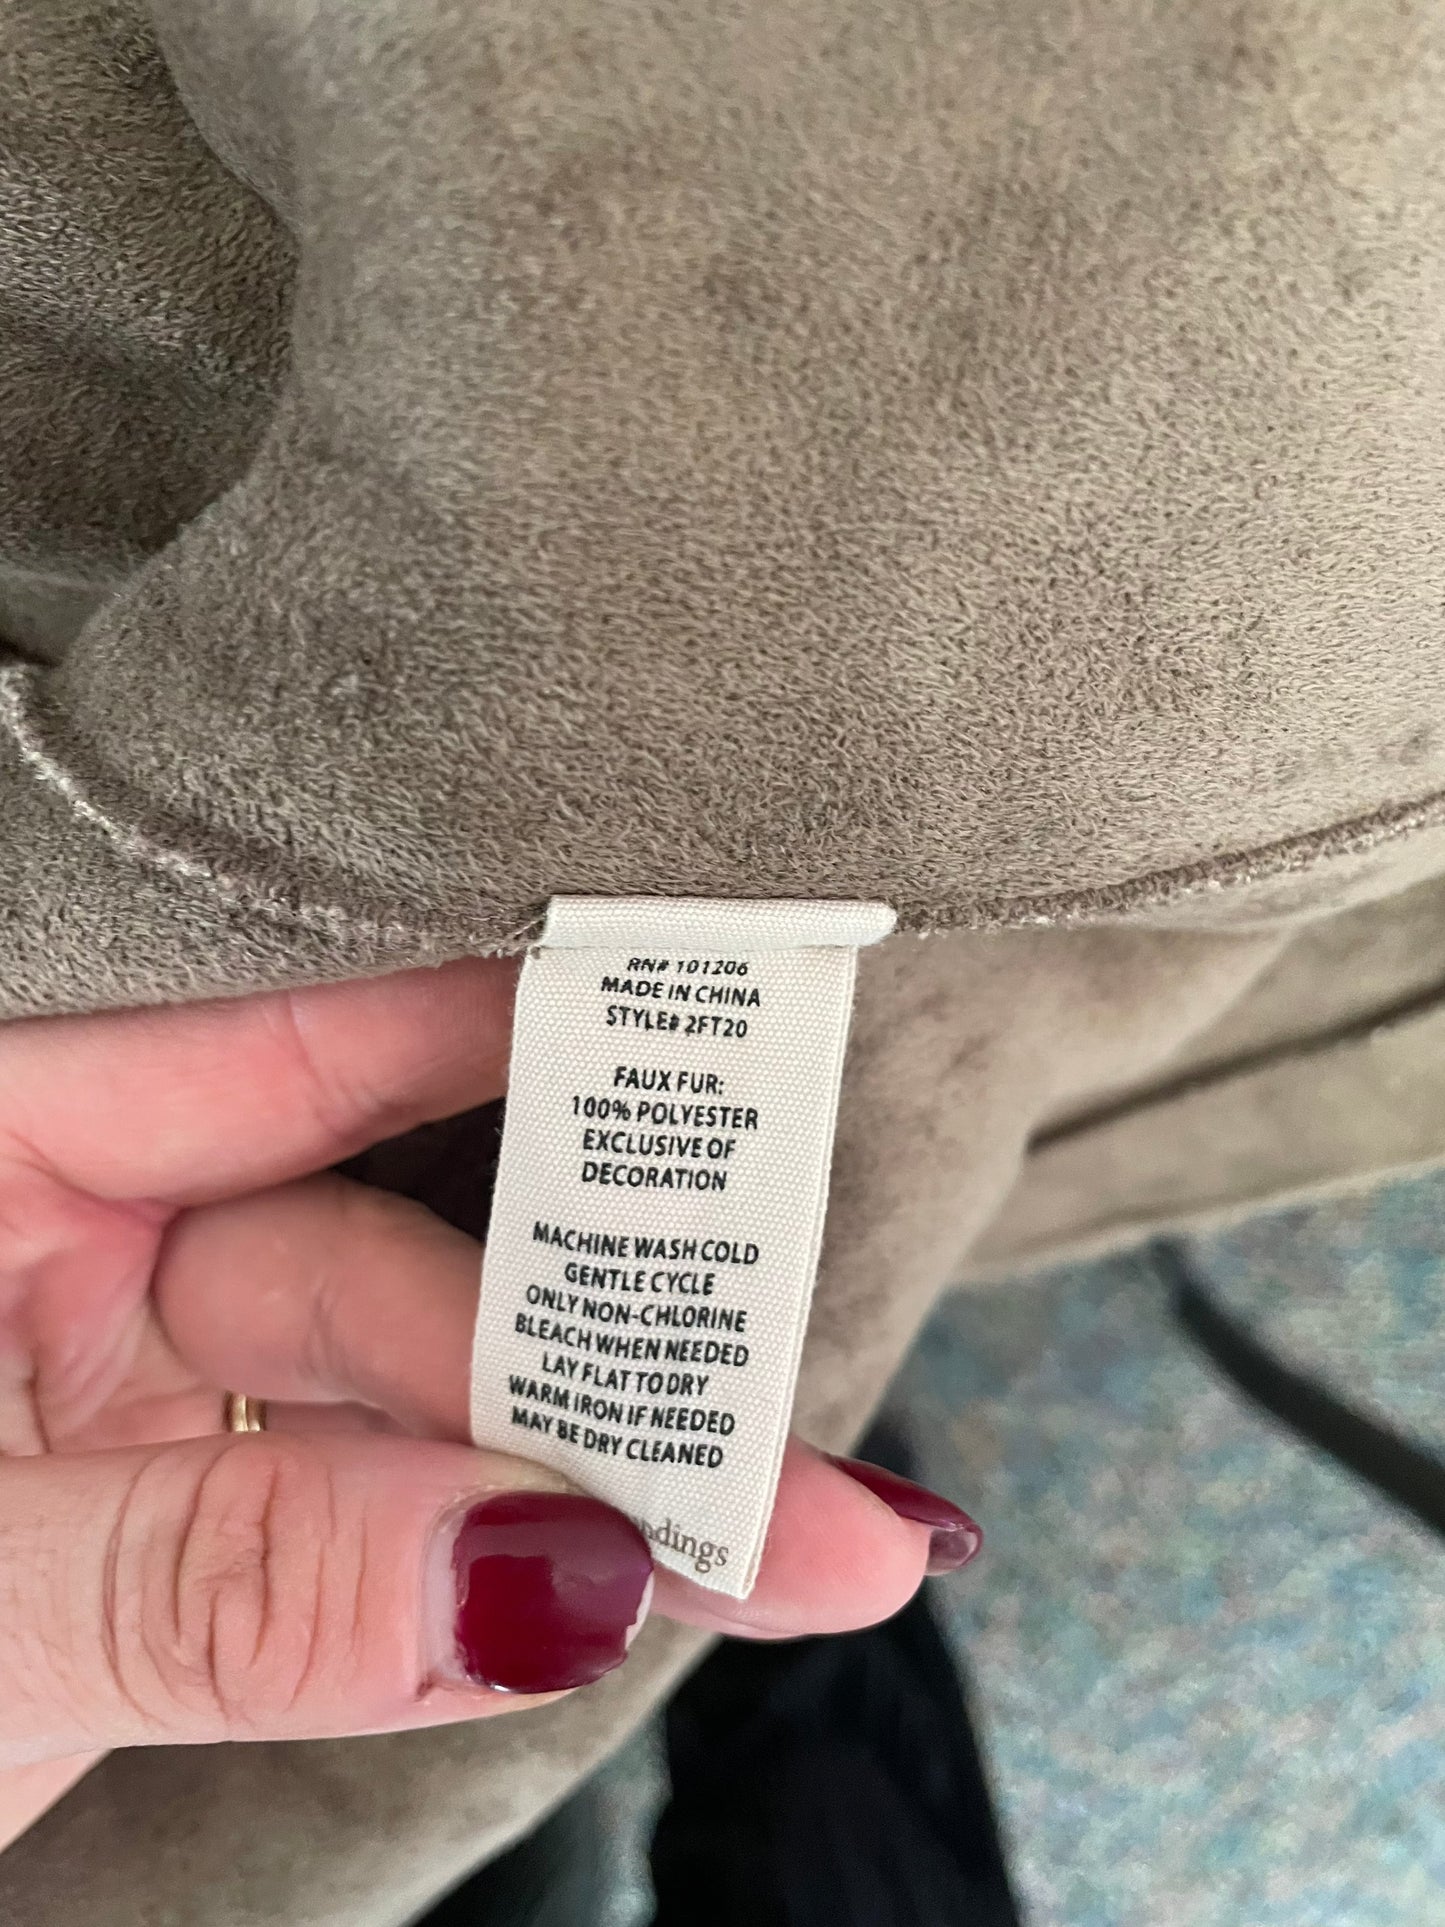 RN# 101206
MADE IN CHINA
STYLE# 2FT20
FAUX FUR:
100% POLYESTER
EXCLUSIVE OF
DECORATION
MACHINE WASH COLD
GENTLE CYCLE
ONLY NON-CHLORINE
BLEACH WHEN NEEDED
LAY FLAT TO DRY
WARM IRON IF NEEDED
MAY BE DRY CLEANED